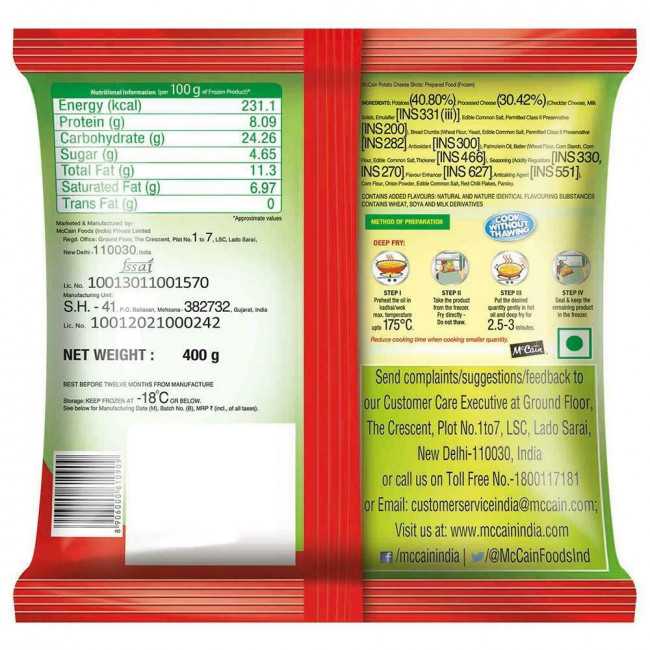 Nutritional Information (per 100 g of Frozen Product)*
Energy (kcal) 231.1
Protein (g) 8.09
Carbohydrate (g) 24.26
Sugar (g) 4.65
Total Fat (g) 11.3
Saturated Fat (g) 6.97
Trans Fat (g) 0
*Approximate values
Marketed & Manufactured by:-
McCain Foods (India) Private Limited
Regd. Office: Ground Floor, The Crescent, Plot No. 1 to 7, LSC, Lado Sarai,
New Delhi -110030, India
fssai
Lic. No. 10013011001570
Manufacturing Unit:
S.H. - 41, P.O. Baliasan, Mehsana- 382732, Gujarat, India
Lic. No. 10012021000242
NET WEIGHT : 400 g
BEST BEFORE TWELVE MONTHS FROM MANUFACTURE
Storage: KEEP FROZEN AT -18°C OR BELOW.
See below for Manufacturing Date (M), Batch No. (B), MRP ₹ (incl., of all taxes).
8906000610909
McCain Potato Cheese Shotz: Prepared Food (Frozen)
INGREDIENTS: Potatoes (40.80%), Processed Cheese (30.42%) (Cheddar Cheese, Milk
Solids, Emulsifier [INS 331 (iii)], Edible Common Salt, Permitted Class II Preservative
[INS 200], Bread Crumbs (Wheat Flour, Yeast, Edible Common Salt, Permitted Class II Preservative
[INS 282], Antioxidant [INS 300]), Palmolein Oil, Batter (Wheat Flour, Corn Starch, Corn
Flour, Edible Common Salt, Thickener [INS 466]), Seasoning (Acidity Regulators [INS 330,
INS 270], Flavour Enhancer [INS 627], Anticaking Agent [INS 551],
Corn Flour, Onion Powder, Edible Common Salt, Red Chilli Flakes, Parsley.
CONTAINS ADDED FLAVOURS: NATURAL AND NATURE IDENTICAL FLAVOURING SUBSTANCES
CONTAINS WHEAT, SOYA AND MILK DERIVATIVES
METHOD OF PREPARATION
COOK
WITHOUT
THAWING
DEEP FRY:
STEP I
Preheat the oil in
kadhai/wok
max. temperature
upto 175°C.
STEP II
Take the product
from the freezer.
Fry directly -
Do not thaw.
STEP III
Put the desired
quantity gently in hot
oil and deep fry for
2.5-3 minutes.
STEP IV
Seal & keep the
remaining product
in the freezer.
Reduce cooking time when cooking smaller quantity.
McCain
Send complaints/suggestions/feedback to
our Customer Care Executive at Ground Floor,
The Crescent, Plot No.1to7, LSC, Lado Sarai,
New Delhi-110030, India
or call us on Toll Free No.-1800117181
or Email: customerserviceindia@mccain.com;
Visit us at: www.mccainindia.com
f/mccainindia | /@McCainFoodsInd